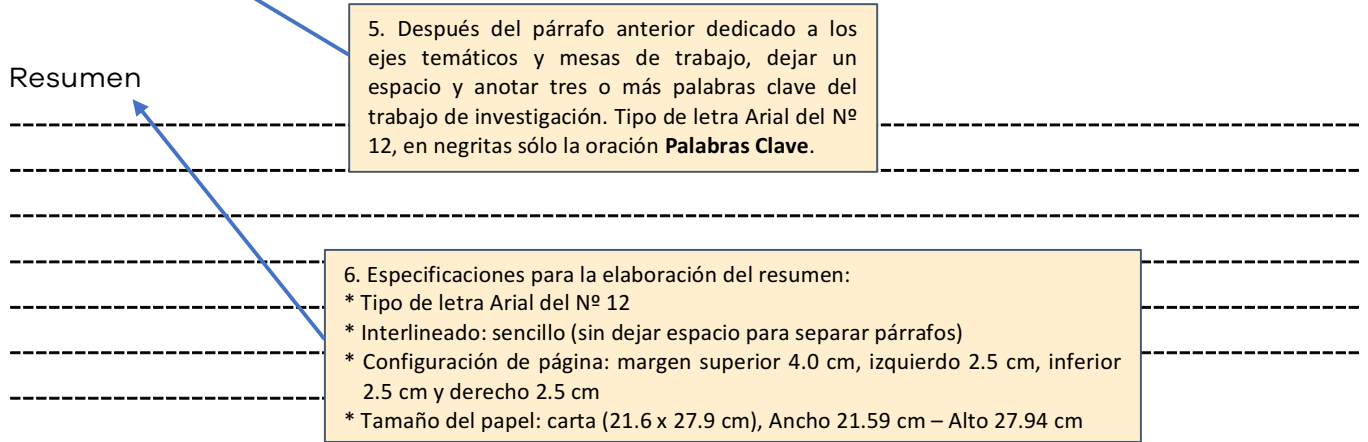 5. Después del párrafo anterior dedicado a los
ejes temáticos y mesas de trabajo, dejar un
espacio y anotar tres o más palabras clave del
trabajo de investigación. Tipo de letra Arial del Nº
12, en negritas sólo la oración Palabras Clave.
Resumen
6. Especificaciones para la elaboración del resumen:
* Tipo de letra Arial del Nº 12
* Interlineado: sencillo (sin dejar espacio para separar párrafos)
* Configuración de página: margen superior 4.0 cm, izquierdo 2.5 cm, inferior
2.5 cm y derecho 2.5 cm
* Tamaño del papel: carta (21.6 x 27.9 cm), Ancho 21.59 cm – Alto 27.94 cm